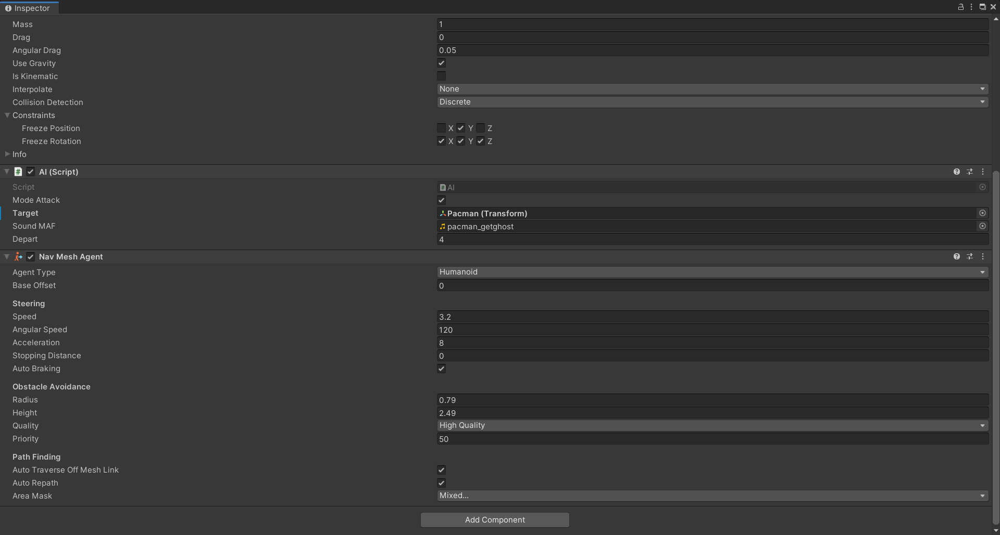 Inspector
Mass 1
Drag 0
Angular Drag 0.05
Use Gravity
Is Kinematic
Interpolate None
Collision Detection Discrete
Constraints
Freeze Position X Y Z
Freeze Rotation X Y Z
Info
# AI (Script)
Script AI
Mode Attack
Target Pacman (Transform)
Sound MAF pacman_getghost
Depart 4
Nav Mesh Agent
Agent Type Humanoid
Base Offset 0
Steering
Speed 3.2
Angular Speed 120
Acceleration 8
Stopping Distance 0
Auto Braking
Obstacle Avoidance
Radius 0.79
Height 2.49
Quality High Quality
Priority 50
Path Finding
Auto Traverse Off Mesh Link
Auto Repath
Area Mask Mixed...
Add Component